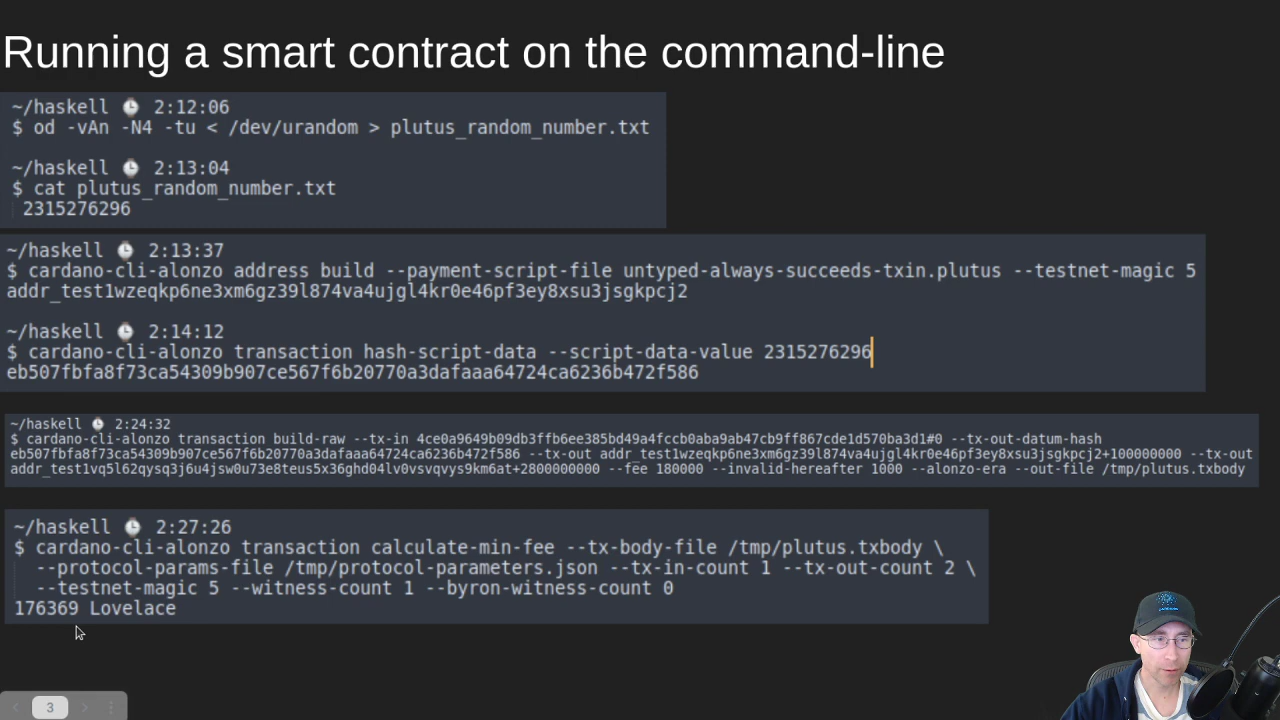 Running a smart contract on the command-line
~/haskell 2:12:06
$ od -vAn -N4 -tu < /dev/urandom > plutus_random_number.txt
~/haskell 2:13:04
$ cat plutus_random_number.txt
2315276296
~/haskell 2:13:37
$ cardano-cli-alonzo address build --payment-script-file untyped-always-succeeds-txin.plutus --testnet-magic 5
addr_test1wzeqkp6ne3xm6gz39l874va4ujgl4kr0e46pf3ey8xsu3jsgkpcj2
~/haskell 2:14:12
$ cardano-cli-alonzo transaction hash-script-data --script-data-value 2315276296
eb507fbfa8f73ca54309b907ce567f6b20770a3dafaaa64724ca6236b472f586
~/haskell 2:24:32
$ cardano-cli-alonzo transaction build-raw --tx-in 4ce0a9649b09db3ffb6ee385bd49a4fccb0aba9ab47cb9ff867cde1d570ba3d1#0 --tx-out-datum-hash
eb507fbfa8f73ca54309b907ce567f6b20770a3dafaaa64724ca6236b472f586 --tx-out addr_test1wzeqkp6ne3xm6gz39l874va4ujgl4kr0e46pf3ey8xsu3jsgkpcj2+100000000 --tx-out
addr_test1vq5l62qysq3j6u4jsw0u73e8teus5x36ghd04lv0vsvqvys9km6at+2800000000 --fee 180000 --invalid-hereafter 1000 --alonzo-era --out-file /tmp/plutus.txbody
~/haskell 2:27:26
$ cardano-cli-alonzo transaction calculate-min-fee --tx-body-file /tmp/plutus.txbody \
--protocol-params-file /tmp/protocol-parameters.json --tx-in-count 1 --tx-out-count 2 \
--testnet-magic 5 --witness-count 1 --byron-witness-count 0
176369 Lovelace
3